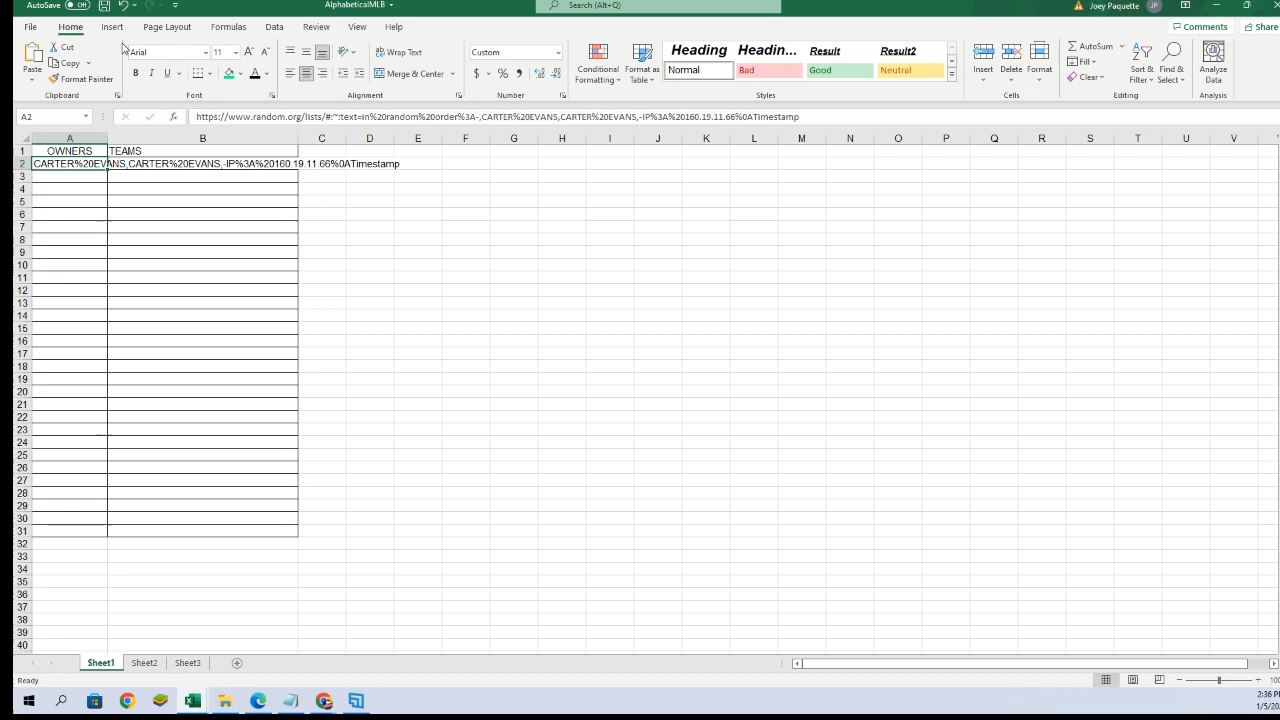 AutoSave Off AlphabeticalMLB Search (Alt+Q) Joey Paquette JP
File Home Insert Page Layout Formulas Data Review View Help Comments Share
Paste Cut Copy Format Painter Clipboard
Arial 11 B I U A Font
Wrap Text Merge & Center Alignment
Custom $ % Number
Conditional Formatting Format as Table
Heading Headin... Result Result2
Normal Bad Good Neutral
Styles
Insert Delete Format Cells
AutoSum Fill Clear Sort & Filter Find & Select Editing
Analyze Data Analysis
A2 fx https://www.random.org/lists/#:~:text=in%20random%20order%3A-,CARTER%20EVANS,CARTER%20EVANS,-IP%3A%20160.19.11.66%0ATimestamp
A B C D E F G H I J K L M N O P Q R S T U V
1 OWNERS TEAMS
2 CARTER%20EVANS,CARTER%20EVANS,-IP%3A%20160.19.11.66%0ATimestamp
3
4
5
6
7
8
9
10
11
12
13
14
15
16
17
18
19
20
21
22
23
24
25
26
27
28
29
30
31
32
33
34
35
36
37
38
39
40
Sheet1 Sheet2 Sheet3
Ready 100
2:36 PM
1/5/20